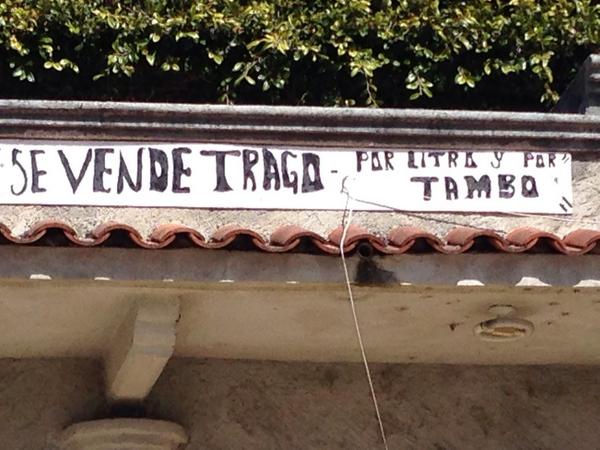 "SE VENDE TRAGO - POR LITRO Y POR
TAMBO"